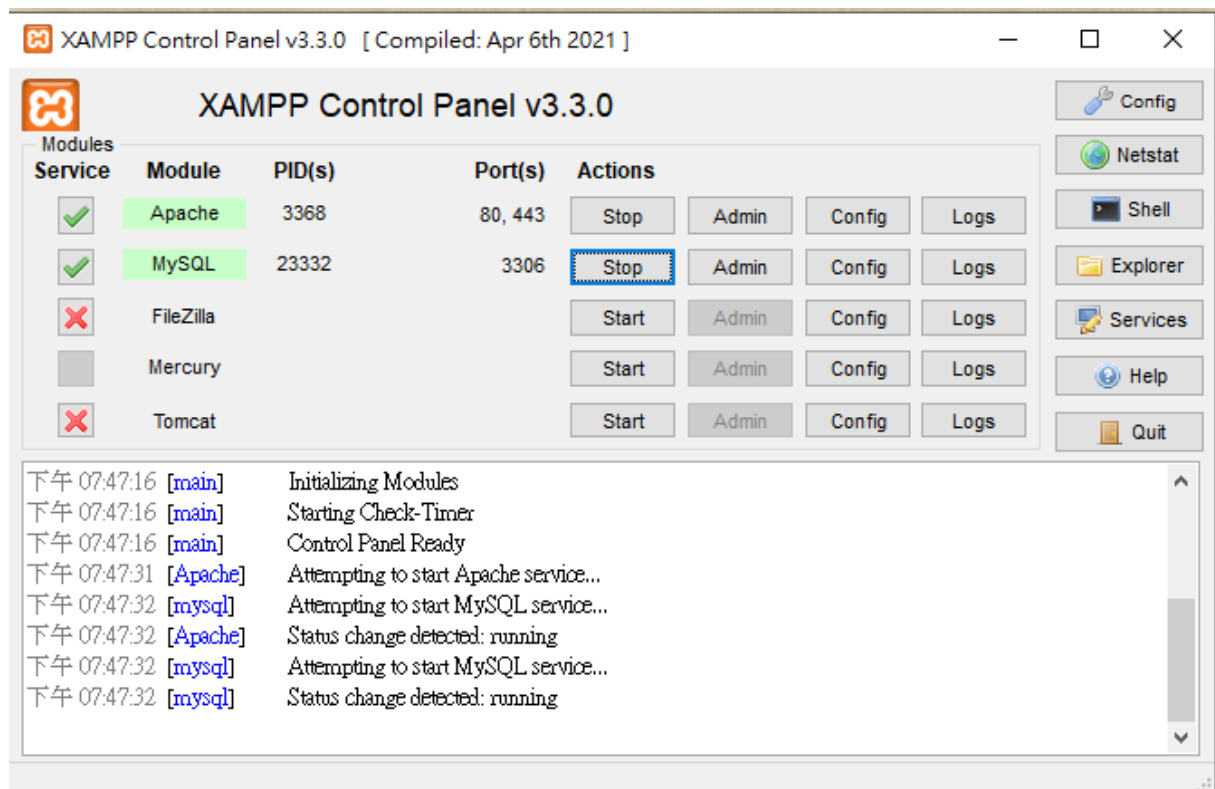 XAMPP Control Panel v3.3.0 [ Compiled: Apr 6th 2021 ]
XAMPP Control Panel v3.3.0
Config
Modules
Netstat
Service Module PID(s) Port(s) Actions
Apache 3368 80, 443 Stop Admin Config Logs
Shell
MySQL 23332 3306 Stop Admin Config Logs
Explorer
FileZilla Start Admin Config Logs
Services
Mercury Start Admin Config Logs
Help
Tomcat Start Admin Config Logs
Quit
下午 07:47:16 [main] Initializing Modules
下午 07:47:16 [main] Starting Check-Timer
下午 07:47:16 [main] Control Panel Ready
下午 07:47:31 [Apache] Attempting to start Apache service...
下午 07:47:32 [mysql] Attempting to start MySQL service...
下午 07:47:32 [Apache] Status change detected: running
下午 07:47:32 [mysql] Attempting to start MySQL service...
下午 07:47:32 [mysql] Status change detected: running